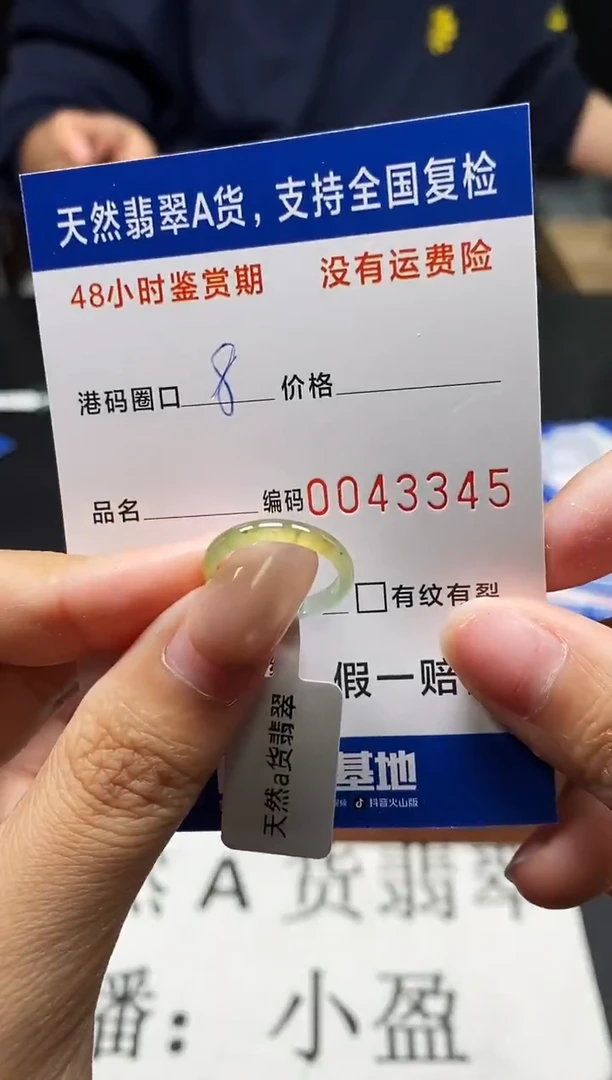 天然翡翠A货，支持全国复检
48小时鉴赏期 没有运费险
港码圈口 8 价格
品名 编码 0043345
有纹有裂
假一赔
天然a货翡翠
基地
抖音火山版
A货翡翠
播：小盈